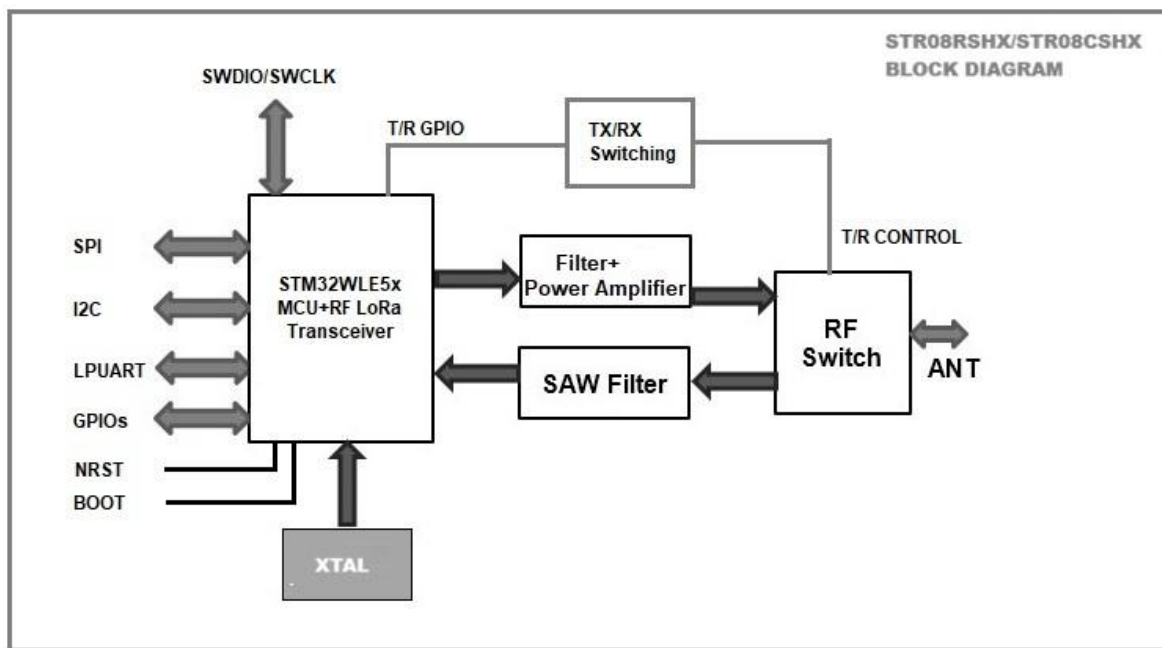 STR08RSHX/STR08CSHX
BLOCK DIAGRAM
SWDIO/SWCLK
T/R GPIO
TX/RX
Switching
SPI
I2C
LPUART
GPIOs
NRST
BOOT
STM32WLE5x
MCU+RF LoRa
Transceiver
Filter+
Power Amplifier
SAW Filter
T/R CONTROL
RF
Switch
ANT
XTAL